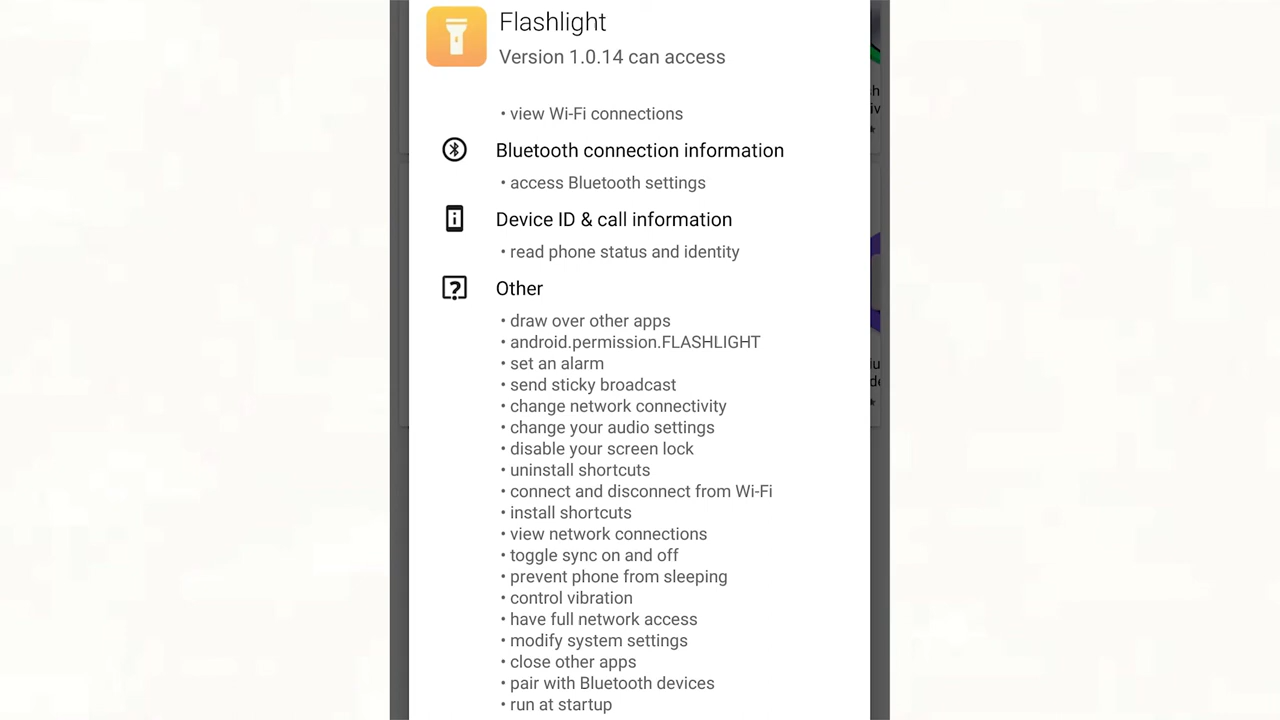 Flashlight
Version 1.0.14 can access
• view Wi-Fi connections
Bluetooth connection information
• access Bluetooth settings
Device ID & call information
• read phone status and identity
Other
• draw over other apps
• android.permission.FLASHLIGHT
• set an alarm
• send sticky broadcast
• change network connectivity
• change your audio settings
• disable your screen lock
• uninstall shortcuts
• connect and disconnect from Wi-Fi
• install shortcuts
• view network connections
• toggle sync on and off
• prevent phone from sleeping
• control vibration
• have full network access
• modify system settings
• close other apps
• pair with Bluetooth devices
• run at startup